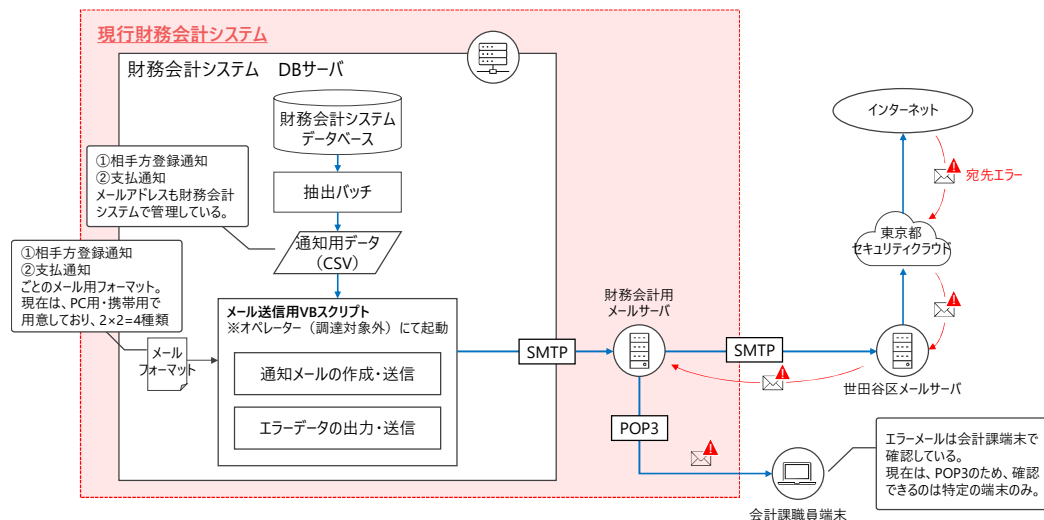 現行財務会計システム
財務会計システム　DBサーバ
財務会計システム
データベース
①相手方登録通知
②支払通知
メールアドレスも財務会計
システムで管理している。
抽出バッチ
通知用データ
（CSV）
①相手方登録通知
②支払通知
ごとのメール用フォーマット。
現在は、PC用・携帯用で
用意しており、2×2=4種類
メール
フォーマット
メール送信用VBスクリプト
※オペレーター（調達対象外）にて起動
通知メールの作成・送信
エラーデータの出力・送信
SMTP
財務会計用
メールサーバ
SMTP
POP3
インターネット
宛先エラー
東京都
セキュリティクラウド
世田谷区メールサーバ
エラーメールは会計課端末で
確認している。
現在は、POP3のため、確認
できるのは特定の端末のみ。
会計課職員端末